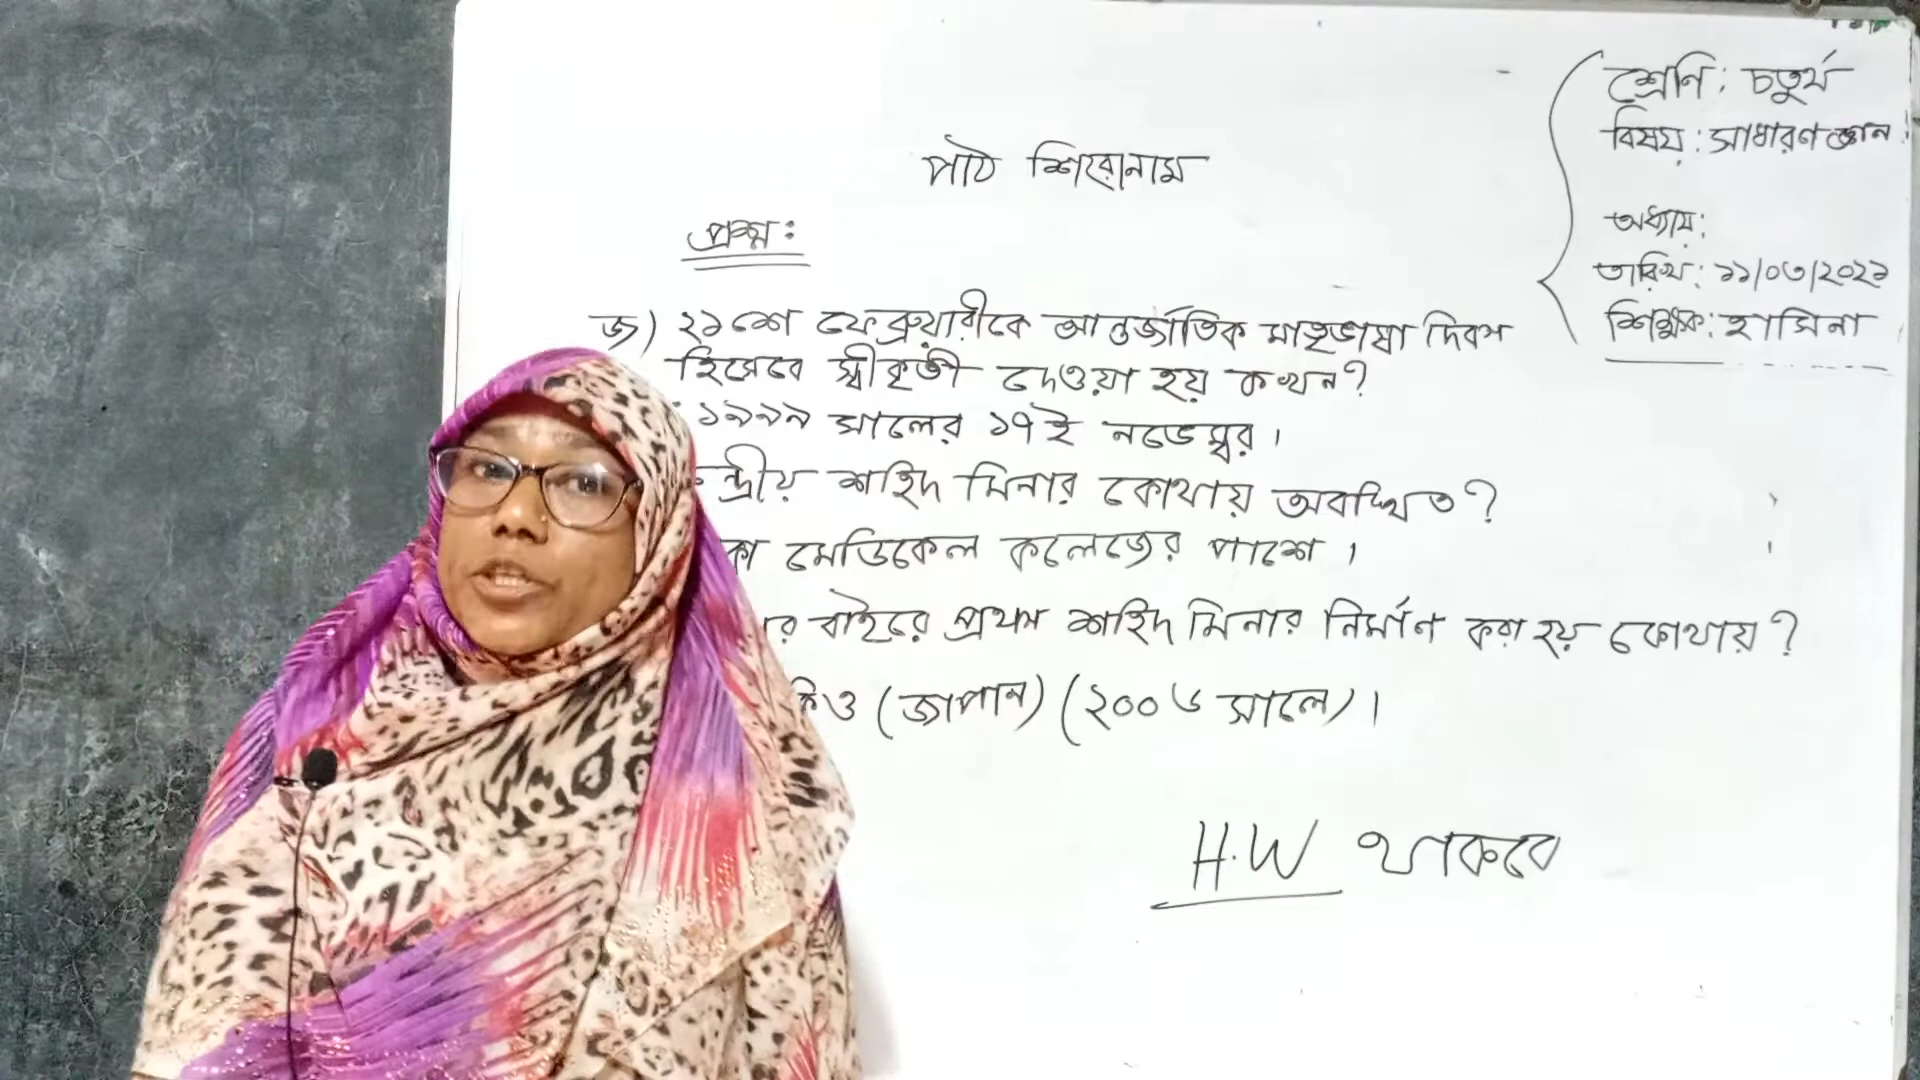 শ্রেণি: চতুর্থ
বিষয়: সাধারণ জ্ঞান
অধ্যায়:
তারিখ: ১১/০৩/২০২১
শিক্ষক: হাসিনা
পাঠ শিরোনাম
প্রশ্ন:
জ) ২১শে ফেব্রুয়ারীকে আন্তর্জাতিক মাতৃভাষা দিবস
হিসেবে স্বীকৃতী দেওয়া হয় কখন?
: ১৯৯৯ সালের ১৭ই নভেম্বর।
ন্দ্রীয় শহিদ মিনার কোথায় অবস্থিত?
কা মেডিকেল কলেজের পাশে।
র বাইরে প্রথম শহিদ মিনার নির্মাণ করা হয় কোথায়?
কিও (জাপান) (২০০৬ সালে)।
H.W থাকবে